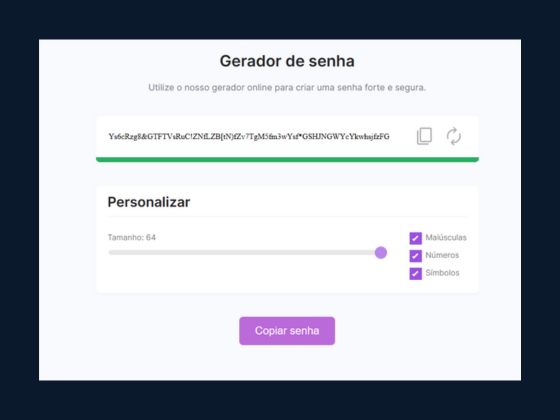 Gerador de senha
Utilize o nosso gerador online para criar uma senha forte e segura.
Ys6cRzg8&GTFTVsRuC!ZNfLZB[tN)fZv7TgM5fm3wYsf*GSHJNGWYcYkwhsjfzFG
Personalizar
Tamanho: 64
Maiúsculas
Números
Símbolos
Copiar senha